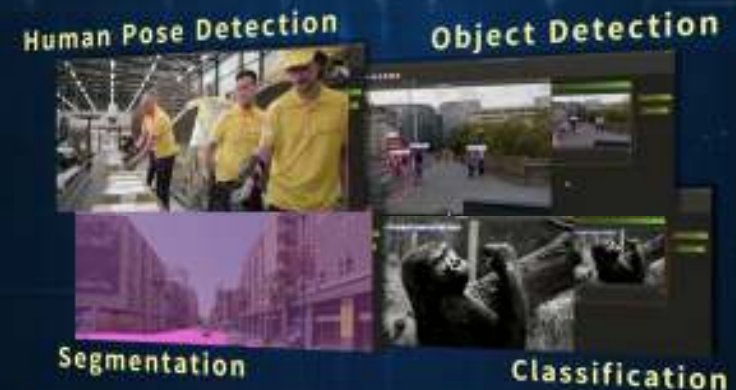 Human Pose Detection
Object Detection
Segmentation
Classification